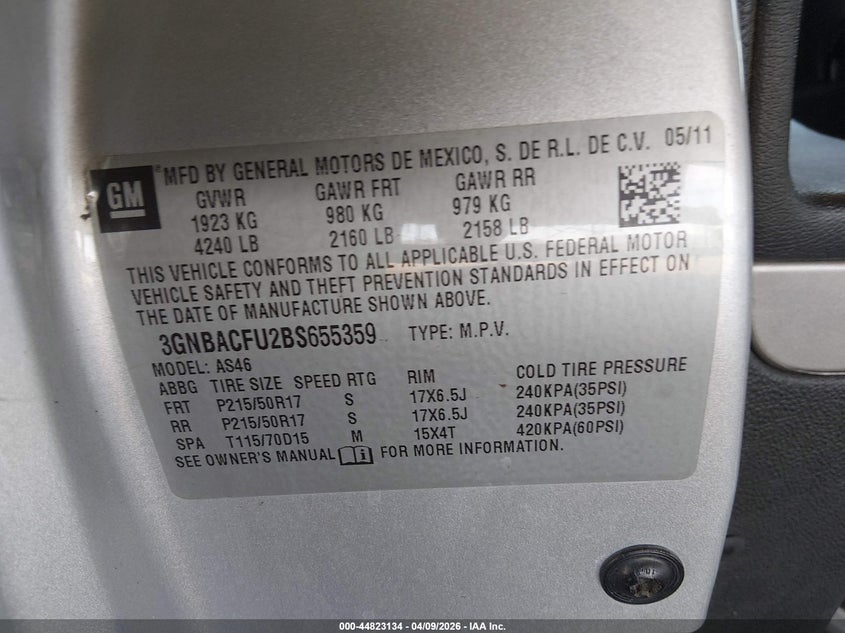 GM
® MFD BY GENERAL MOTORS DE MEXICO, S. DE R.L. DE C.V. 05/11
GVWR GAWR FRT GAWR RR
1923 KG 980 KG 979 KG
4240 LB 2160 LB 2158 LB
THIS VEHICLE CONFORMS TO ALL APPLICABLE U.S. FEDERAL MOTOR
VEHICLE SAFETY AND THEFT PREVENTION STANDARDS IN EFFECT ON
THE DATE OF MANUFACTURE SHOWN ABOVE.
3GNBACFU2BS655359 TYPE: M.P.V.
MODEL: AS46
ABBG TIRE SIZE SPEED RTG RIM COLD TIRE PRESSURE
FRT P215/50R17 S 17X6.5J 240KPA(35PSI)
RR P215/50R17 S 17X6.5J 240KPA(35PSI)
SPA T115/70D15 M 15X4T 420KPA(60PSI)
SEE OWNER'S MANUAL FOR MORE INFORMATION.
000-44823134 - 04/09/2026 - IAA Inc.